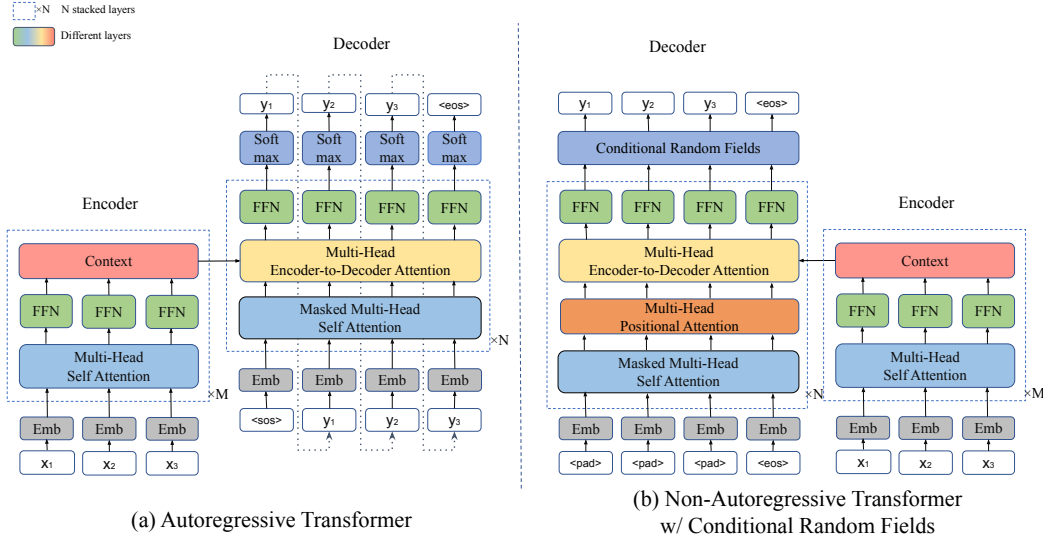 ×N N stacked layers
Different layers
Decoder
y1 y2 y3 <eos>
Soft max Soft max Soft max Soft max
FFN FFN FFN FFN
Multi-Head
Encoder-to-Decoder Attention
Masked Multi-Head
Self Attention
×N
Emb Emb Emb Emb
<sos> y1 y2 y3
Encoder
Context
FFN FFN FFN
Multi-Head
Self Attention
×M
Emb Emb Emb
x1 x2 x3
(a) Autoregressive Transformer
Decoder
y1 y2 y3 <eos>
Conditional Random Fields
FFN FFN FFN FFN
Multi-Head
Encoder-to-Decoder Attention
Multi-Head
Positional Attention
Masked Multi-Head
Self Attention
×N
Emb Emb Emb Emb
<pad> <pad> <pad> <eos>
Encoder
Context
FFN FFN FFN
Multi-Head
Self Attention
×M
Emb Emb Emb
x1 x2 x3
(b) Non-Autoregressive Transformer
w/ Conditional Random Fields